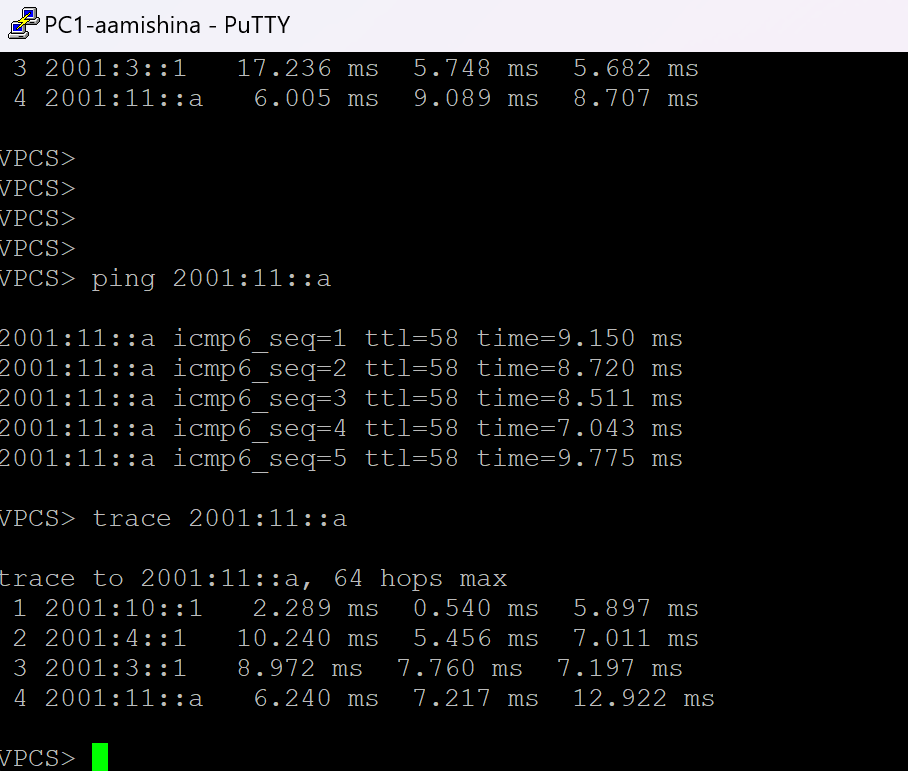 PC1-aamishina - PuTTY
3 2001:3::1 17.236 ms 5.748 ms 5.682 ms
4 2001:11::a 6.005 ms 9.089 ms 8.707 ms
VPCS>
VPCS>
VPCS>
VPCS>
VPCS> ping 2001:11::a
2001:11::a icmp6_seq=1 ttl=58 time=9.150 ms
2001:11::a icmp6_seq=2 ttl=58 time=8.720 ms
2001:11::a icmp6_seq=3 ttl=58 time=8.511 ms
2001:11::a icmp6_seq=4 ttl=58 time=7.043 ms
2001:11::a icmp6_seq=5 ttl=58 time=9.775 ms
VPCS> trace 2001:11::a
trace to 2001:11::a, 64 hops max
1 2001:10::1 2.289 ms 0.540 ms 5.897 ms
2 2001:4::1 10.240 ms 5.456 ms 7.011 ms
3 2001:3::1 8.972 ms 7.760 ms 7.197 ms
4 2001:11::a 6.240 ms 7.217 ms 12.922 ms
VPCS>